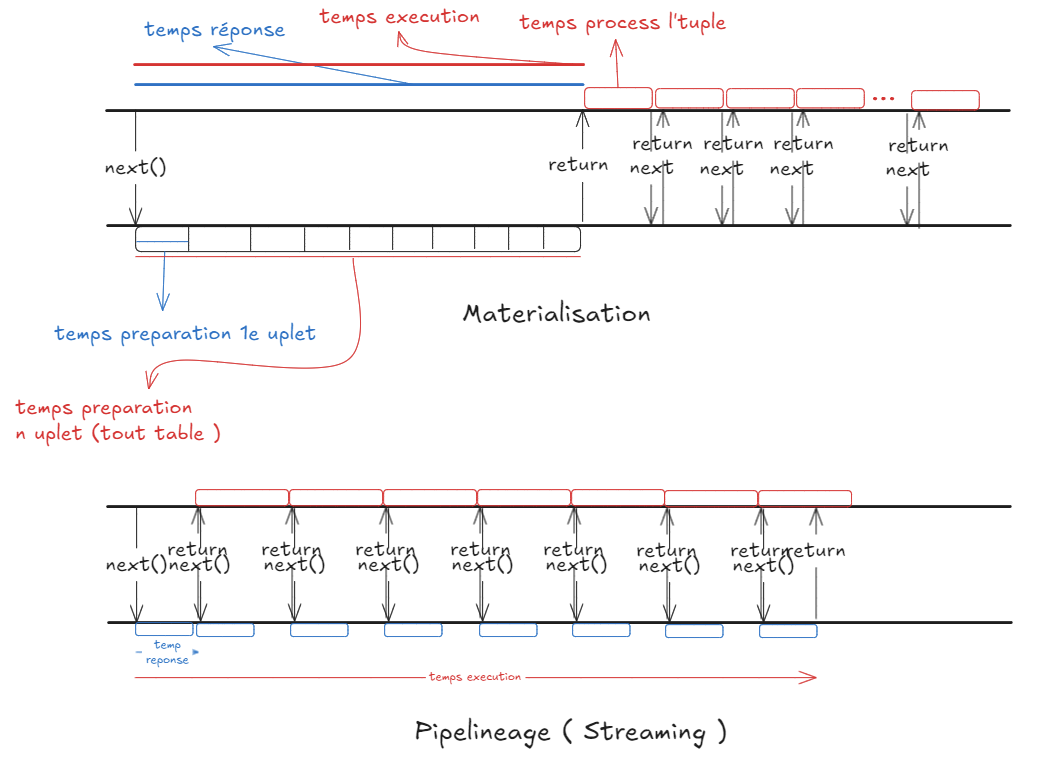 temps execution
temps réponse
temps process l'tuple
...
next()
return
return
next
return
next
return
next
return
next
temps preparation 1e uplet
Materialisation
temps preparation
n uplet (tout table )
next()
return
next()
return
next()
return
next()
return
next()
return
next()
return
next()
return
next()
return
temp
reponse
temps execution
Pipelineage ( Streaming )